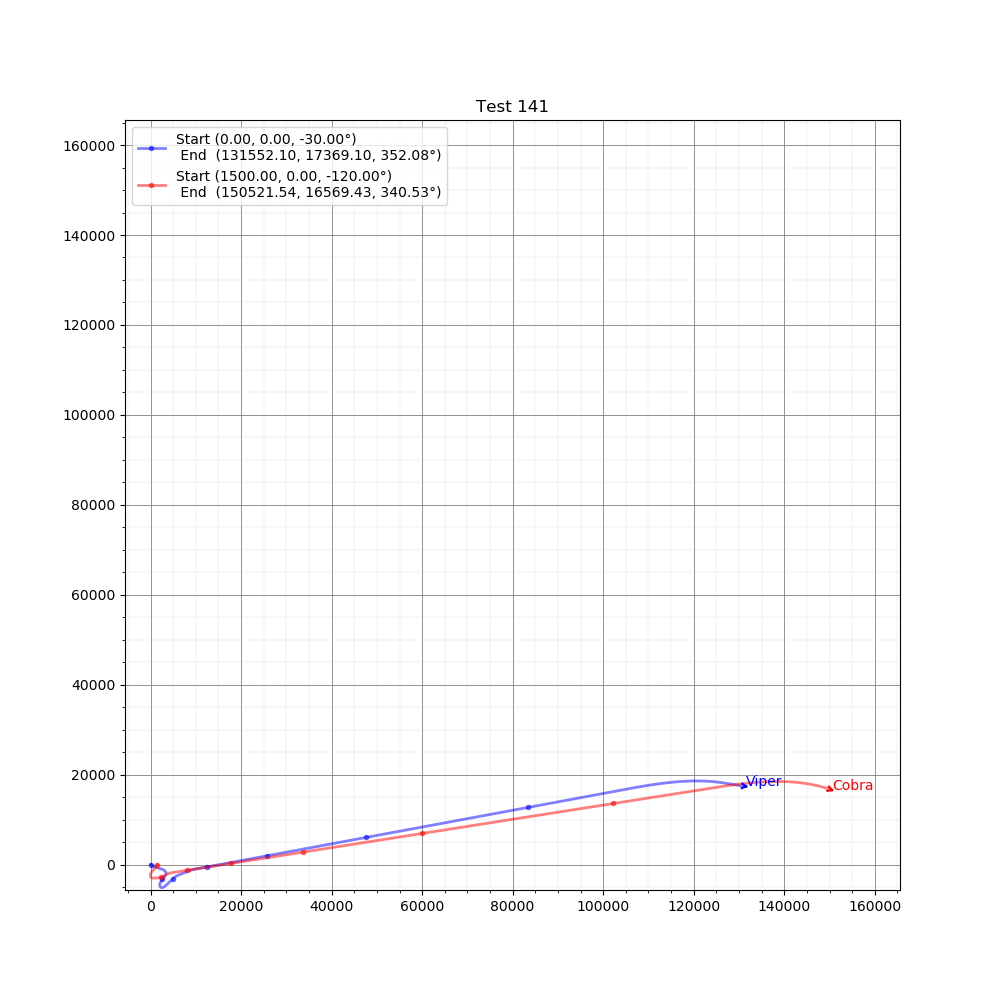 Test 141
Start (0.00, 0.00, -30.00°)
End  (131552.10, 17369.10, 352.08°)
Start (1500.00, 0.00, -120.00°)
End  (150521.54, 16569.43, 340.53°)
160000
140000
120000
100000
80000
60000
40000
20000
0
Viper
Cobra
0 20000 40000 60000 80000 100000 120000 140000 160000